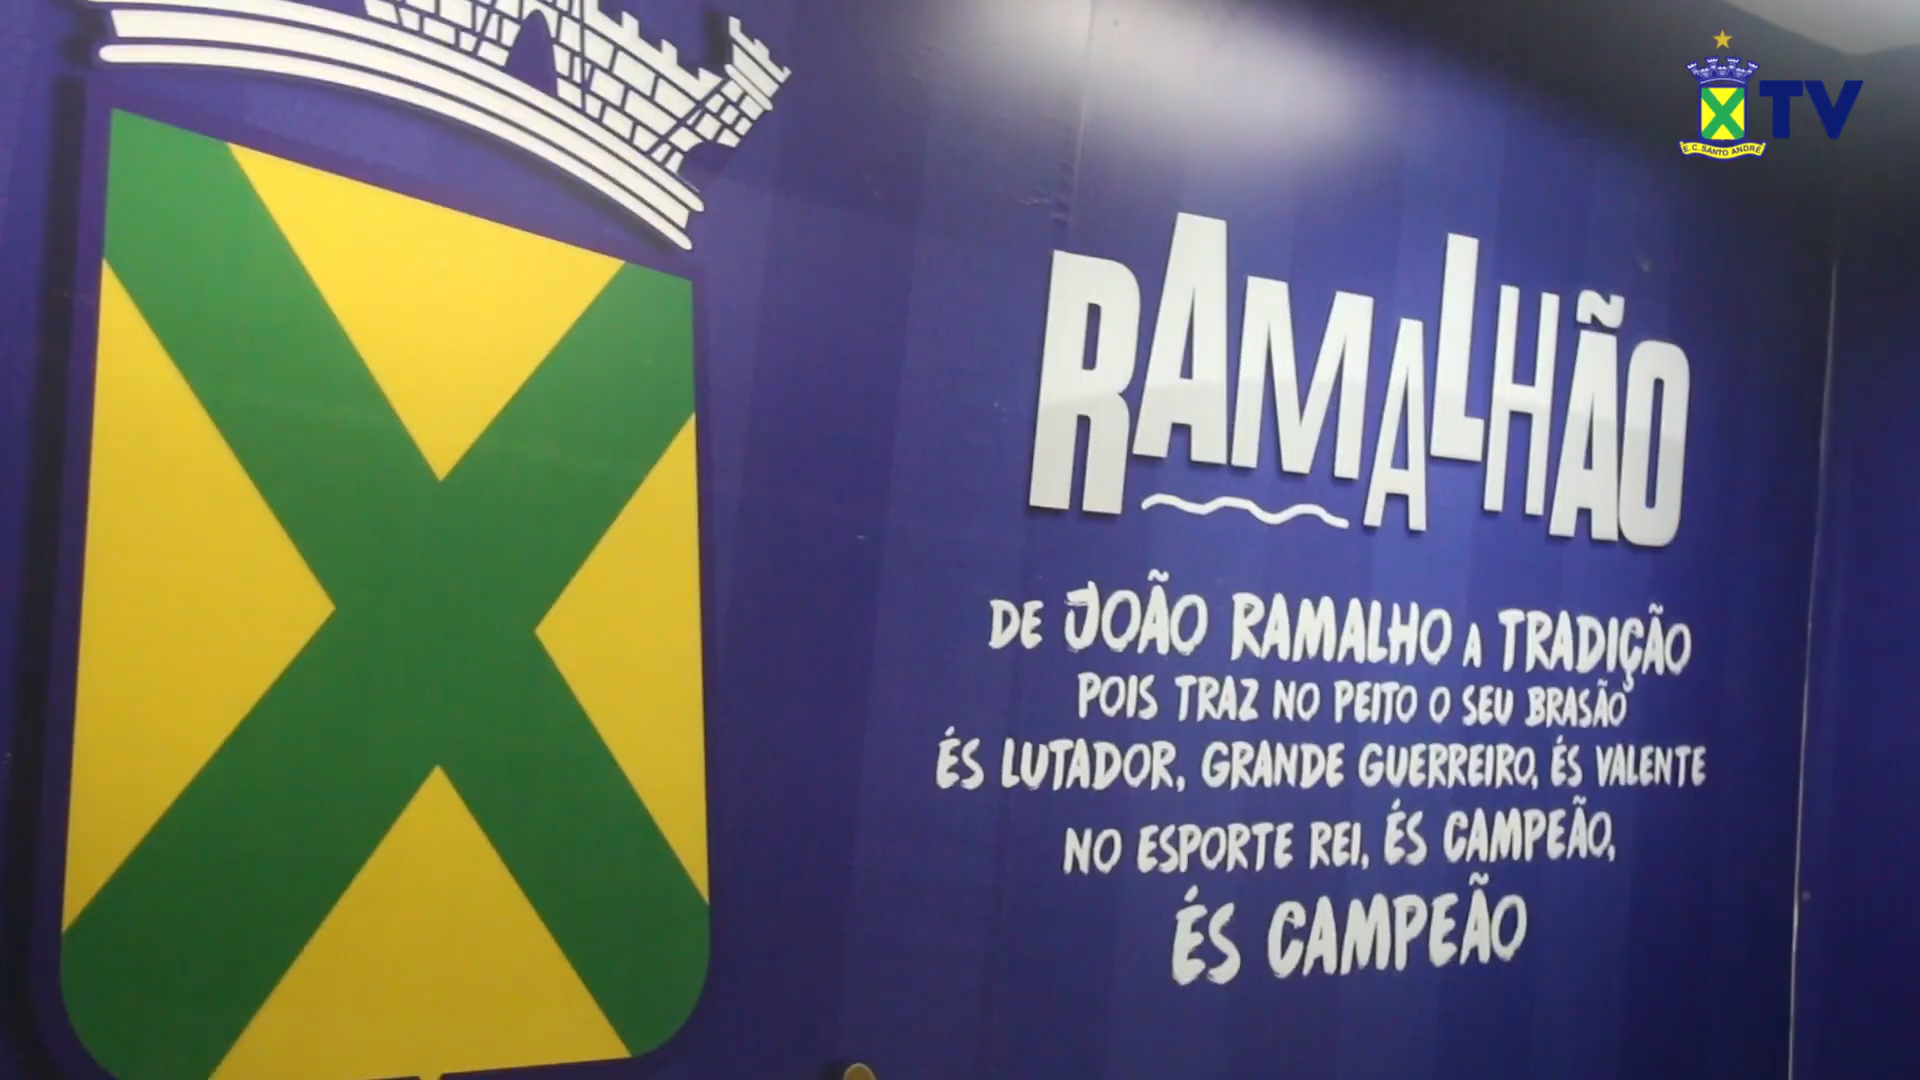 TV
E.C. SANTO ANDRÉ
RAMALHÃO
DE JOÃO RAMALHO A TRADIÇÃO
POIS TRAZ NO PEITO O SEU BRASÃO
ÉS LUTADOR, GRANDE GUERREIRO, ÉS VALENTE
NO ESPORTE REI, ÉS CAMPEÃO,
ÉS CAMPEÃO